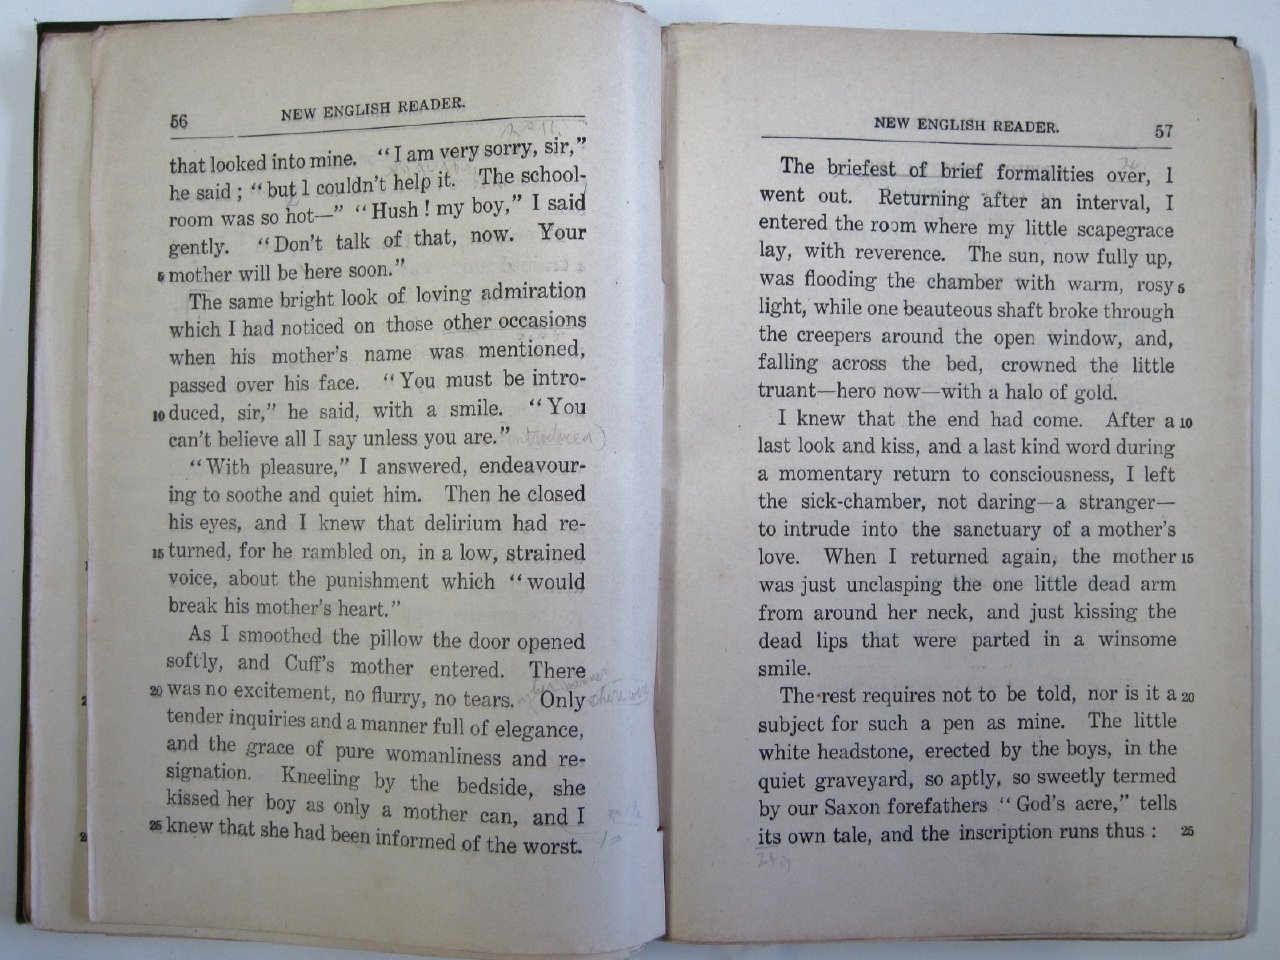 56
NEW ENGLISH READER.
that looked into mine. “I am very sorry, sir,”
he said; “but I couldn’t help it. The school-
room was so hot—” “Hush! my boy,” I said
gently. “Don’t talk of that, now. Your
5 mother will be here soon.”
The same bright look of loving admiration
which I had noticed on those other occasions
when his mother’s name was mentioned,
passed over his face. “You must be intro-
10 duced, sir,” he said, with a smile. “You
can’t believe all I say unless you are.” introduced)
“With pleasure,” I answered, endeavour-
ing to soothe and quiet him. Then he closed
his eyes, and I knew that delirium had re-
15 turned, for he rambled on, in a low, strained
voice, about the punishment which “would
break his mother’s heart.”
As I smoothed the pillow the door opened
softly, and Cuff’s mother entered. There
20 was no excitement, no flurry, no tears. Only there were
tender inquiries and a manner full of elegance,
and the grace of pure womanliness and re-
signation. Kneeling by the bedside, she
kissed her boy as only a mother can, and I
25 knew that she had been informed of the worst.
NEW ENGLISH READER.
57
The briefest of brief formalities over, I
went out. Returning after an interval, I
entered the room where my little scapegrace
lay, with reverence. The sun, now fully up,
was flooding the chamber with warm, rosy 5
light, while one beauteous shaft broke through
the creepers around the open window, and,
falling across the bed, crowned the little
truant—hero now—with a halo of gold.
I knew that the end had come. After a 10
last look and kiss, and a last kind word during
a momentary return to consciousness, I left
the sick-chamber, not daring—a stranger—
to intrude into the sanctuary of a mother’s
love. When I returned again, the mother 15
was just unclasping the one little dead arm
from around her neck, and just kissing the
dead lips that were parted in a winsome
smile.
The rest requires not to be told, nor is it a 20
subject for such a pen as mine. The little
white headstone, erected by the boys, in the
quiet graveyard, so aptly, so sweetly termed
by our Saxon forefathers “God’s acre,” tells
its own tale, and the inscription runs thus: 25